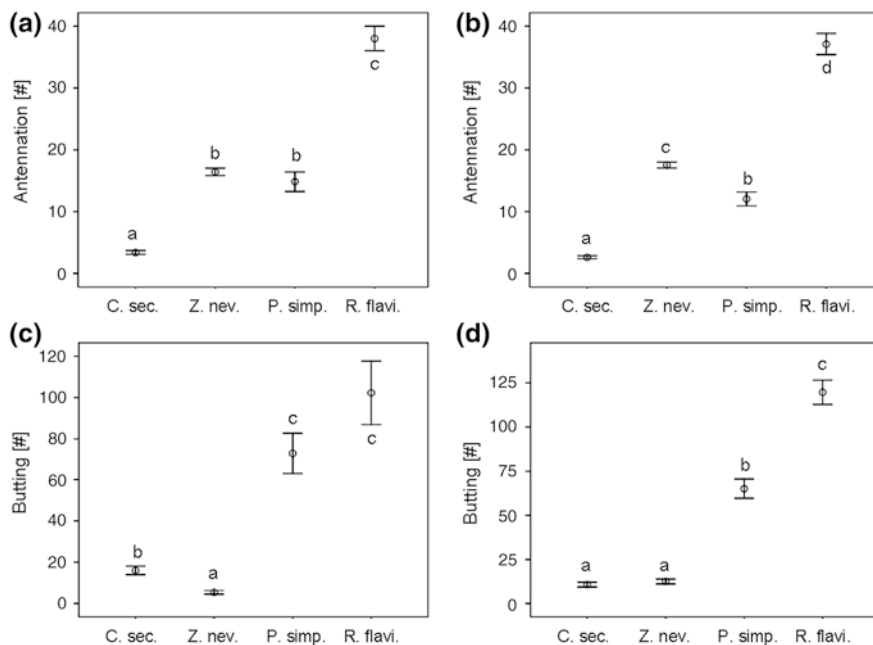 (a)
Antennation [#]
40
30
20
10
0
a
b
b
c
C. sec.
Z. nev.
P. simp.
R. flavi.
(b)
Antennation [#]
40
30
20
10
0
a
c
b
d
C. sec.
Z. nev.
P. simp.
R. flavi.
(c)
Butting [#]
120
100
80
60
40
20
0
b
a
c
c
C. sec.
Z. nev.
P. simp.
R. flavi.
(d)
Butting [#]
125
100
75
50
25
0
a
a
b
c
C. sec.
Z. nev.
P. simp.
R. flavi.